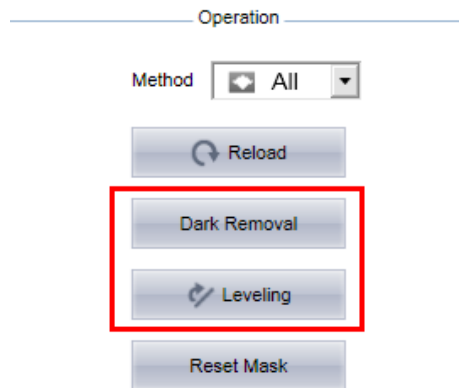 Operation
Method All
Reload
Dark Removal
Leveling
Reset Mask